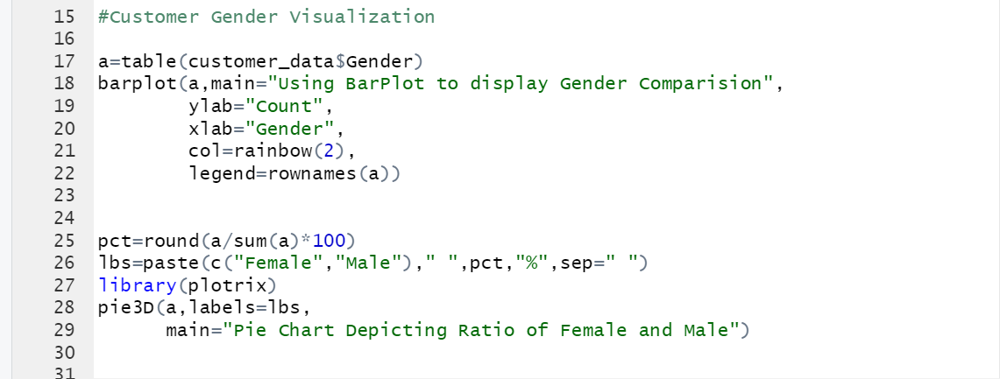 15 #Customer Gender Visualization
16
17 a=table(customer_data$Gender)
18 barplot(a,main="Using BarPlot to display Gender Comparision",
19         ylab="Count",
20         xlab="Gender",
21         col=rainbow(2),
22         legend=rownames(a))
23
24
25 pct=round(a/sum(a)*100)
26 lbs=paste(c("Female","Male")," ",pct,"%",sep=" ")
27 library(plotrix)
28 pie3D(a,labels=lbs,
29       main="Pie Chart Depicting Ratio of Female and Male")
30
31